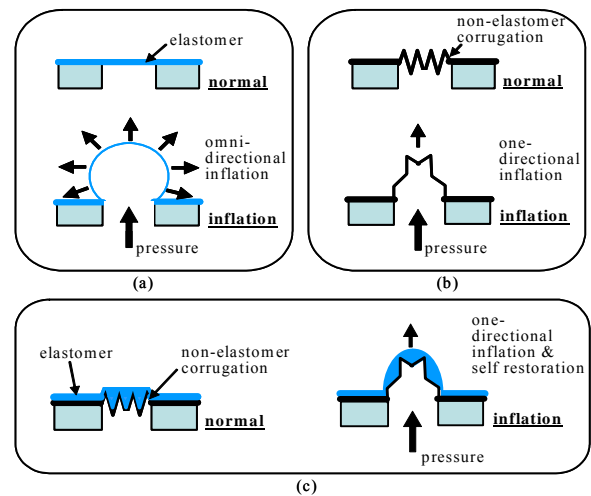 elastomer
normal
omni-
directional
inflation
inflation
pressure
(a)
non-elastomer
corrugation
normal
one-
directional
inflation
inflation
pressure
(b)
elastomer
non-elastomer
corrugation
normal
one-
directional
inflation &
self restoration
inflation
pressure
(c)